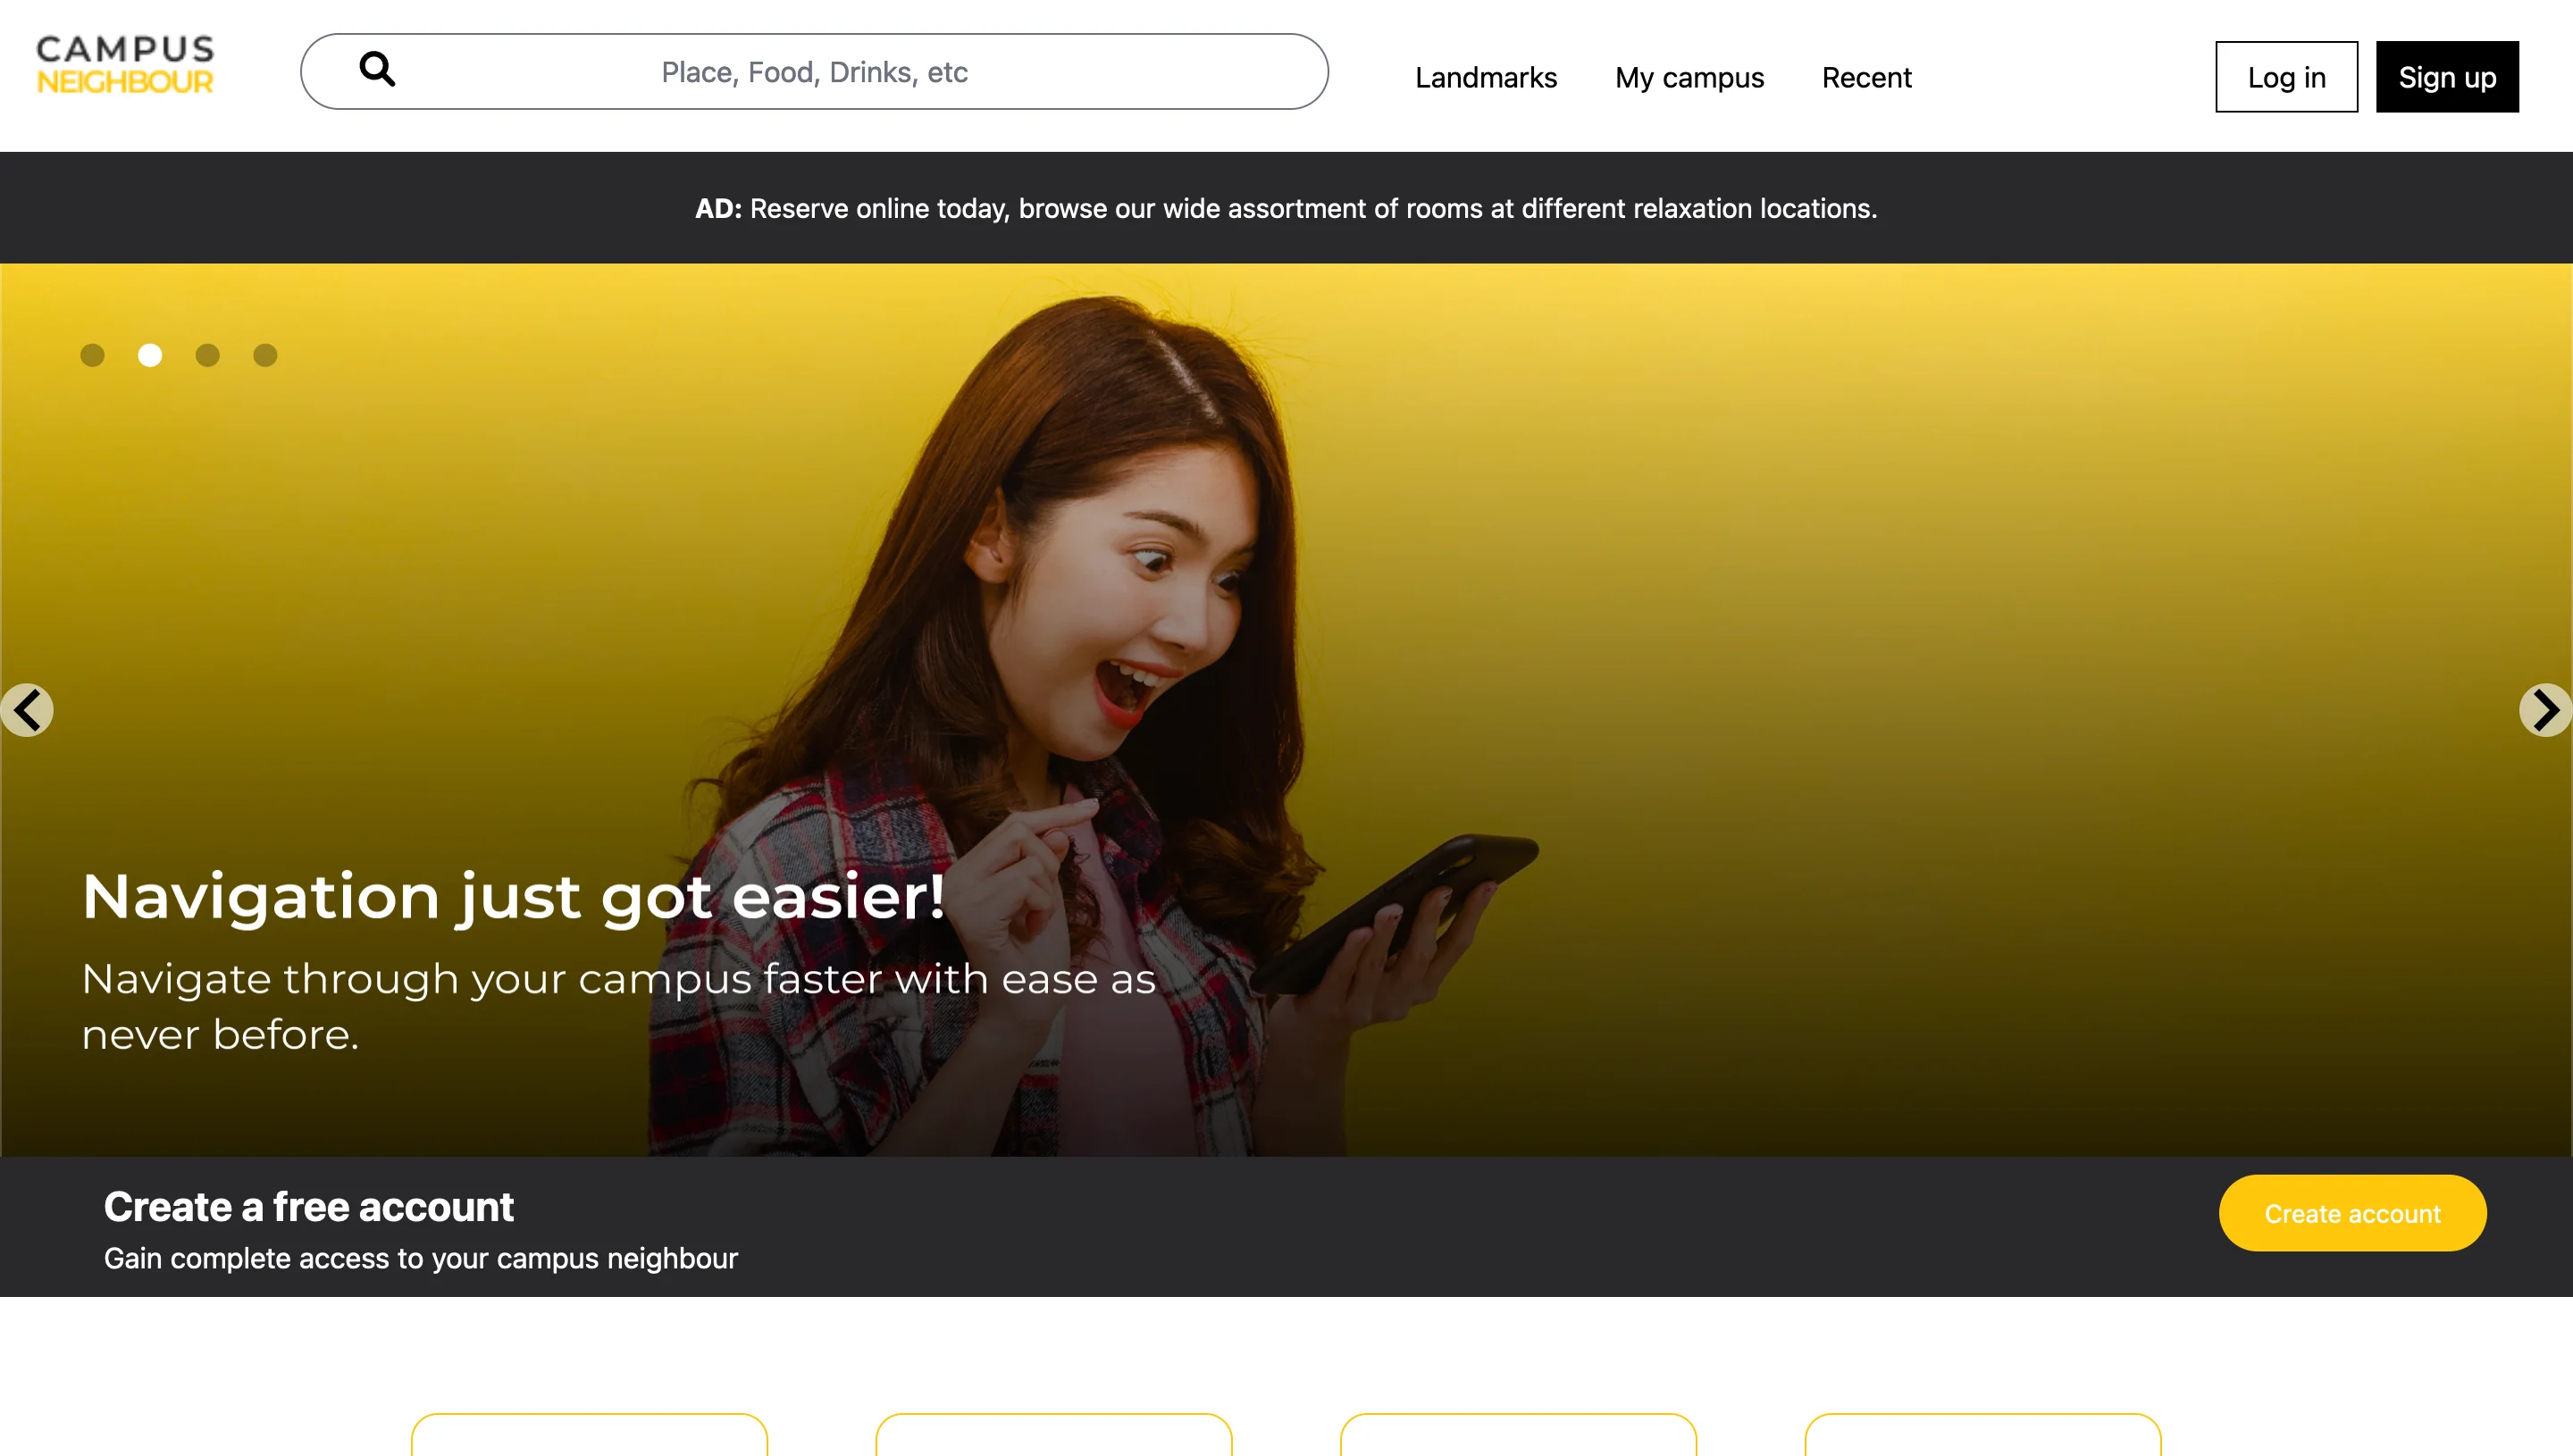 CAMPUS
NEIGHBOUR
Place, Food, Drinks, etc
Landmarks
My campus
Recent
Log in
Sign up
AD: Reserve online today, browse our wide assortment of rooms at different relaxation locations.
Navigation just got easier!
Navigate through your campus faster with ease as
never before.
Create a free account
Gain complete access to your campus neighbour
Create account